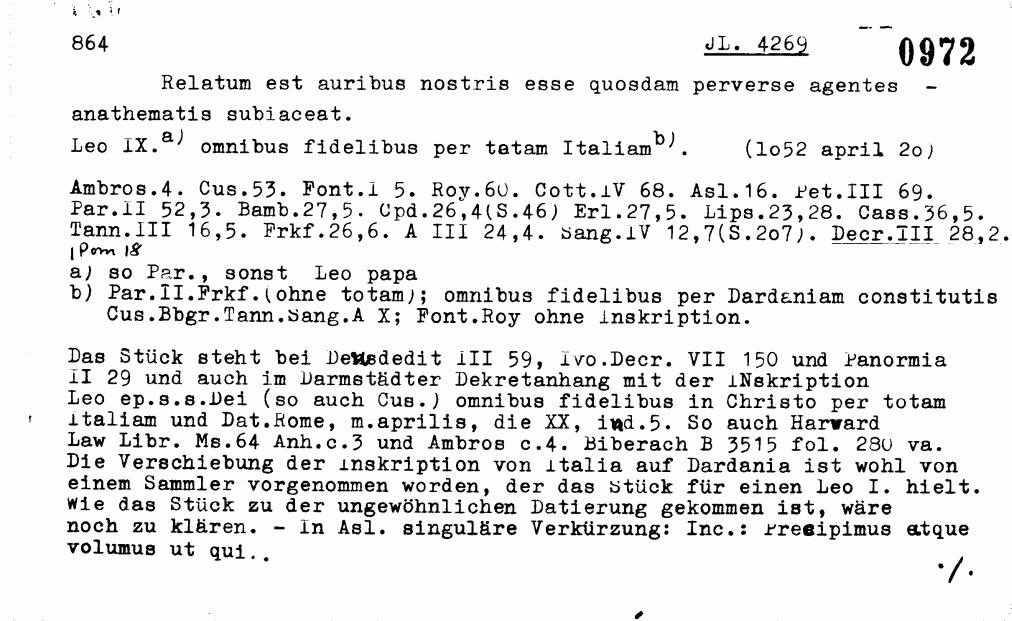 864 JL. 4269 0972
Relatum est auribus nostris esse quosdam perverse agentes -
anathematis subiaceat.
Leo IX.a) omnibus fidelibus per tatam Italiam b). (1o52 april 2o)
Ambros.4. Cus.53. Font.I 5. Roy.60. Cott.IV 68. Asl.16. Pet.III 69.
Par.II 52,3. Bamb.27,5. Cpd.26,4(S.46) Erl.27,5. Lips.23,28. Cass.36,5.
Tann.III 16,5. Frkf.26,6. A III 24,4. Sang.IV 12,7(S.2o7). Decr.III 28,2.
1 Pom 18
a) so Par., sonst Leo papa
b) Par.II.Frkf.(ohne totam); omnibus fidelibus per Dardaniam constitutis
Cus.Bbgr.Tann.Sang.A X; Font.Roy ohne Inskription.
Das Stück steht bei Deusdedit III 59, Ivo.Decr. VII 150 und Panormia
II 29 und auch im Darmstädter Dekretanhang mit der INskription
Leo ep.s.s.Dei (so auch Cus.) omnibus fidelibus in Christo per totam
Italiam und Dat.Rome, m.aprilis, die XX, ind.5. So auch Harward
Law Libr. Ms.64 Anh.c.3 und Ambros c.4. Biberach B 3515 fol. 280 va.
Die Verschiebung der Inskription von Italia auf Dardania ist wohl von
einem Sammler vorgenommen worden, der das Stück für einen Leo I. hielt.
Wie das Stück zu der ungewöhnlichen Datierung gekommen ist, wäre
noch zu klären. - In Asl. singuläre Verkürzung: Inc.: Precipimus atque
volumus ut qui..
./.